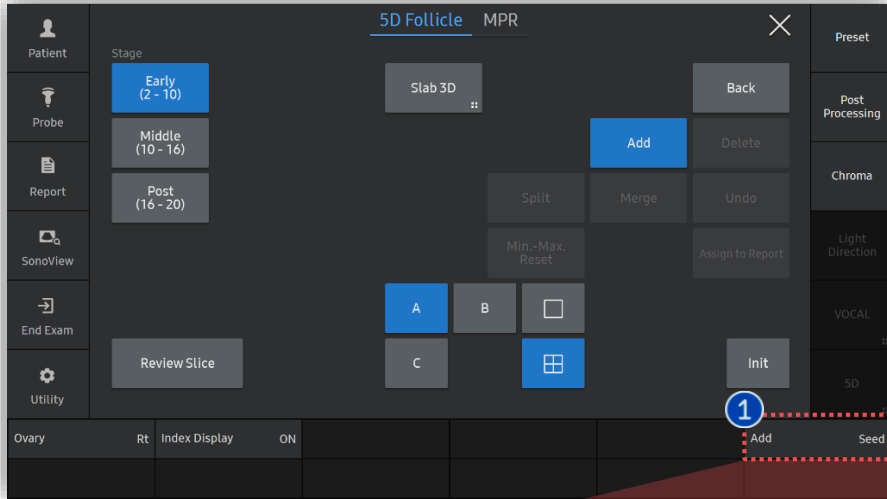 5D Follicle MPR
Patient
Preset
Stage
Early
(2 - 10)
Slab 3D
Back
Probe
Post
Processing
Middle
(10 - 16)
Add
Delete
Report
Chroma
Post
(16 - 20)
Split
Merge
Undo
SonoView
Min.-Max.
Reset
Assign to Report
Light
Direction
End Exam
A
B
VOCAL
Review Slice
C
Init
Utility
5D
1
Ovary Rt
Index Display ON
Add Seed